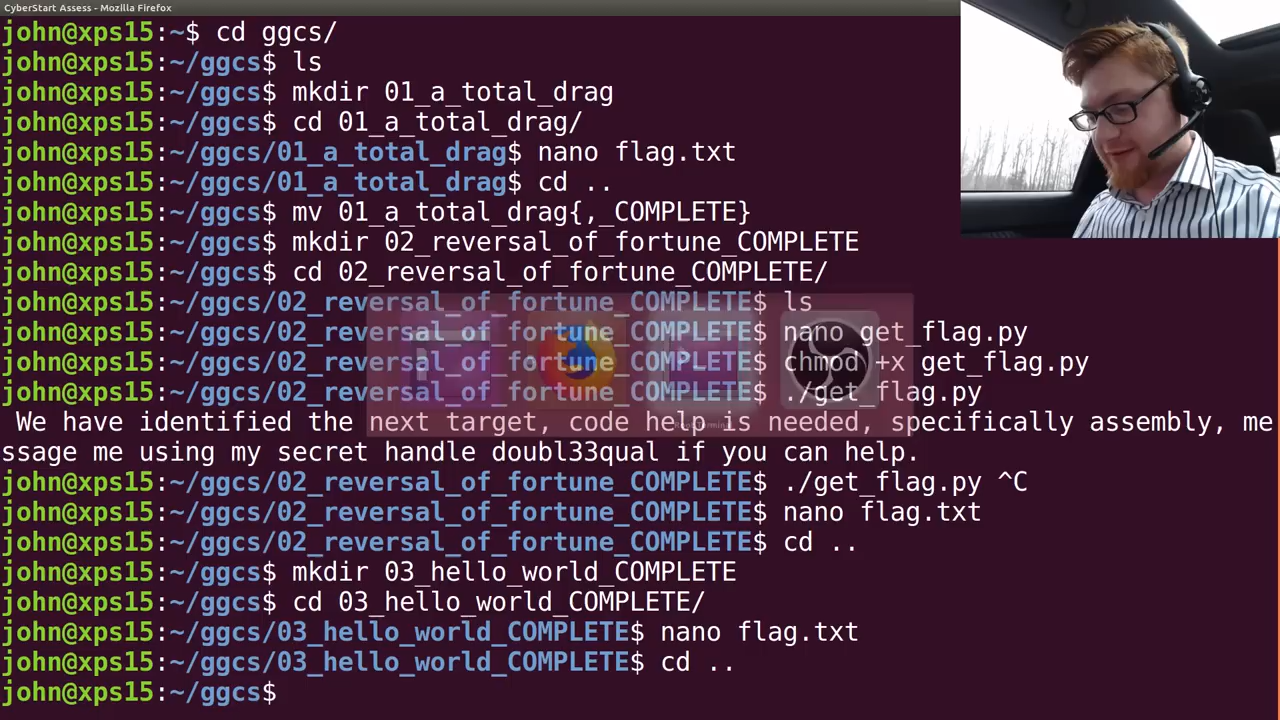 CyberStart Assess - Mozilla Firefox
john@xps15:~$ cd ggcs/
john@xps15:~/ggcs$ ls
john@xps15:~/ggcs$ mkdir 01_a_total_drag
john@xps15:~/ggcs$ cd 01_a_total_drag/
john@xps15:~/ggcs/01_a_total_drag$ nano flag.txt
john@xps15:~/ggcs/01_a_total_drag$ cd ..
john@xps15:~/ggcs$ mv 01_a_total_drag{,_COMPLETE}
john@xps15:~/ggcs$ mkdir 02_reversal_of_fortune_COMPLETE
john@xps15:~/ggcs$ cd 02_reversal_of_fortune_COMPLETE/
john@xps15:~/ggcs/02_reversal_of_fortune_COMPLETE$ ls
john@xps15:~/ggcs/02_reversal_of_fortune_COMPLETE$ nano get_flag.py
john@xps15:~/ggcs/02_reversal_of_fortune_COMPLETE$ chmod +x get_flag.py
john@xps15:~/ggcs/02_reversal_of_fortune_COMPLETE$ ./get_flag.py
We have identified the next target, code help is needed, specifically assembly, me
ssage me using my secret handle doubl33qual if you can help.
john@xps15:~/ggcs/02_reversal_of_fortune_COMPLETE$ ./get_flag.py ^C
john@xps15:~/ggcs/02_reversal_of_fortune_COMPLETE$ nano flag.txt
john@xps15:~/ggcs/02_reversal_of_fortune_COMPLETE$ cd ..
john@xps15:~/ggcs$ mkdir 03_hello_world_COMPLETE
john@xps15:~/ggcs$ cd 03_hello_world_COMPLETE/
john@xps15:~/ggcs/03_hello_world_COMPLETE$ nano flag.txt
john@xps15:~/ggcs/03_hello_world_COMPLETE$ cd ..
john@xps15:~/ggcs$